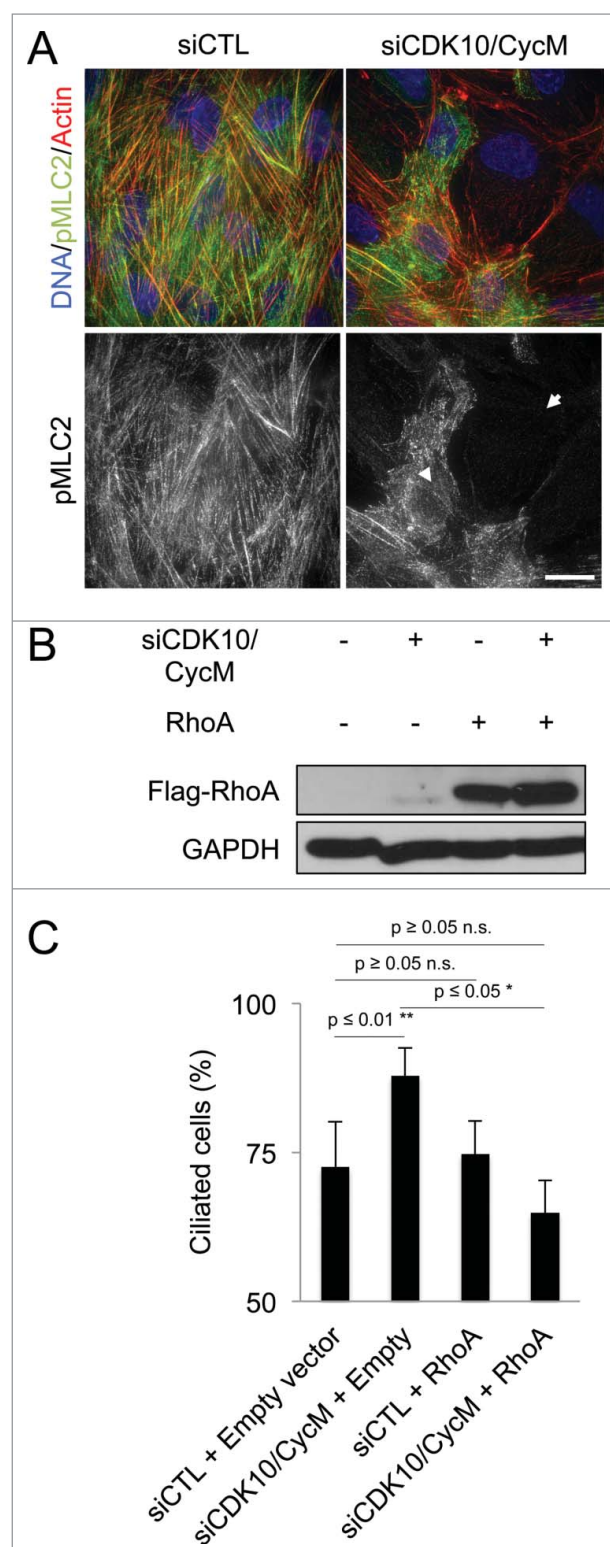 A
siCTL siCDK10/CycM
DNA/pMLC2/Actin
pMLC2
B
siCDK10/ - + - +
CycM
RhoA - - + +
Flag-RhoA
GAPDH
C
p ≥ 0.05 n.s.
p ≥ 0.05 n.s.
p ≤ 0.05 *
p ≤ 0.01 **
Ciliated cells (%)
100
75
50
siCTL + Empty vector
siCDK10/CycM + Empty
siCTL + RhoA
siCDK10/CycM + RhoA